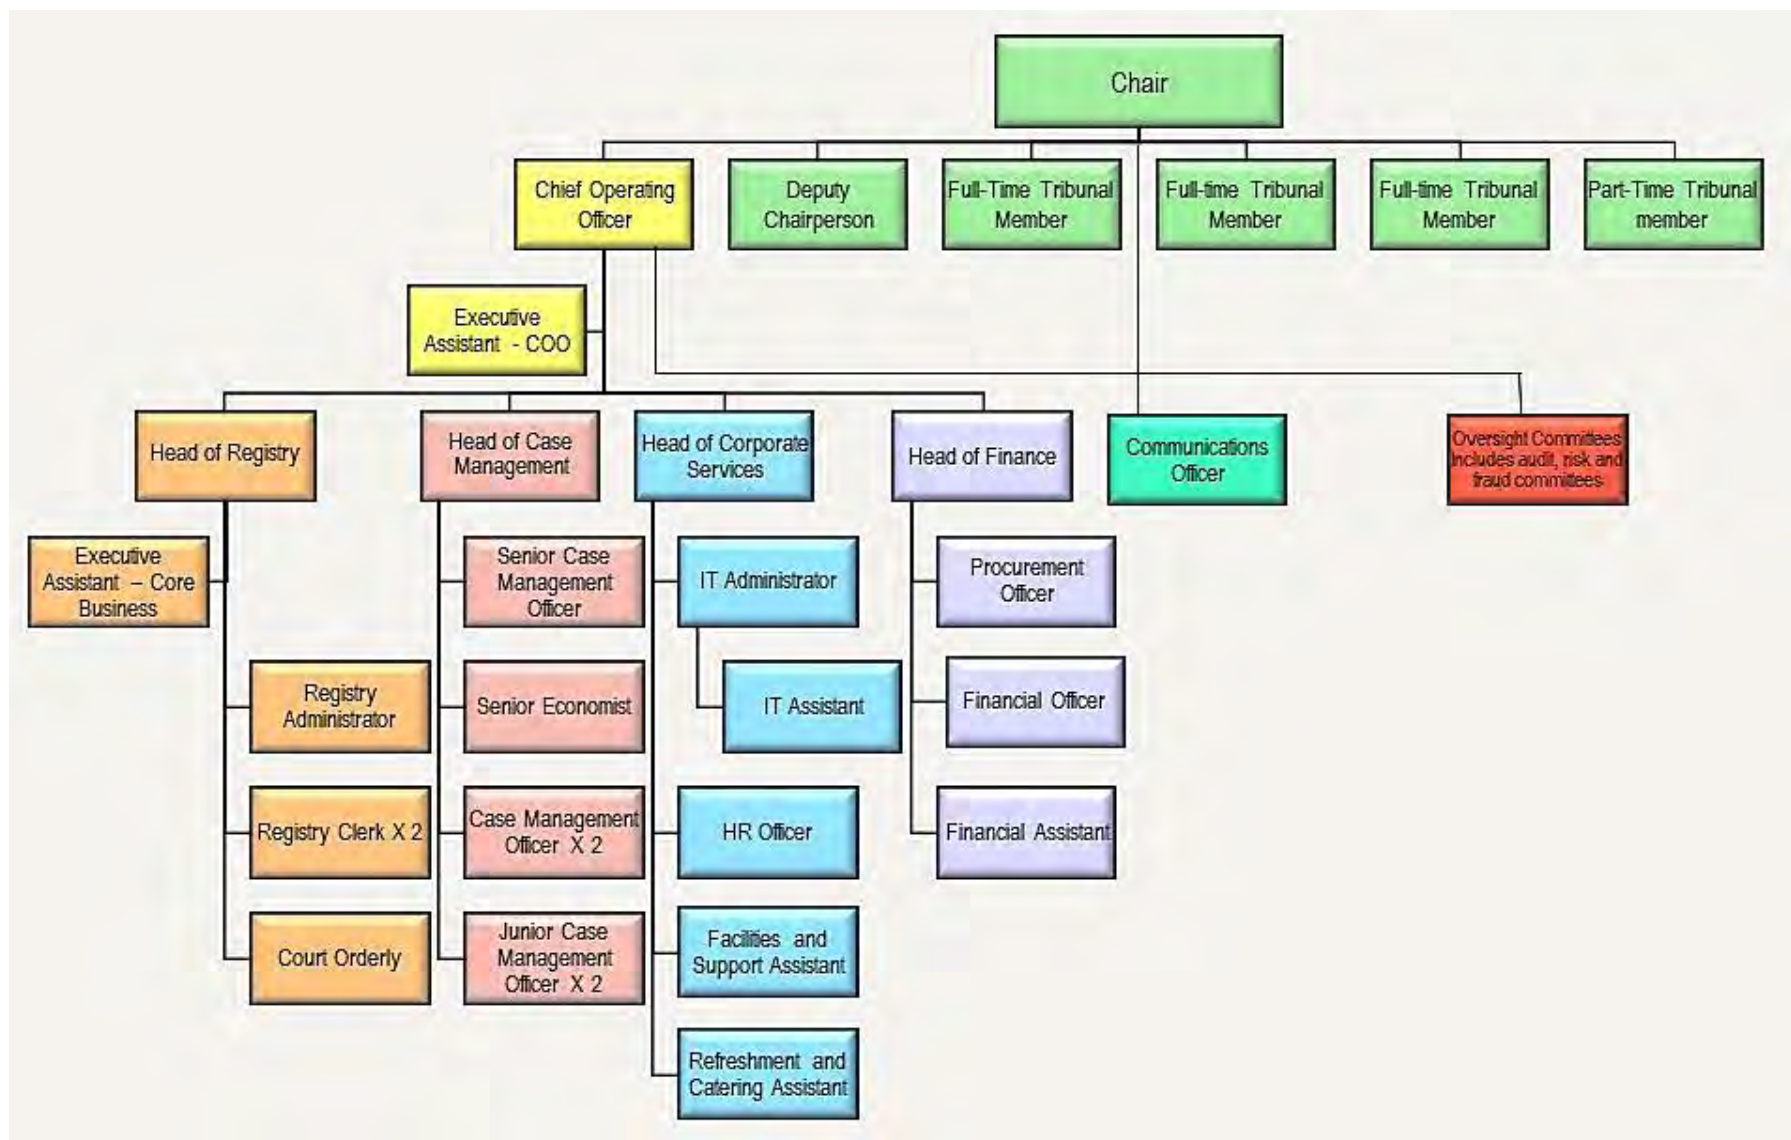 Chair
Chief Operating
Officer
Deputy
Chairperson
Full-Time Tribunal
Member
Full-time Tribunal
Member
Full-time Tribunal
Member
Part-Time Tribunal
member
Executive
Assistant - COO
Head of Registry
Head of Case
Management
Head of Corporate
Services
Head of Finance
Communications
Officer
Oversight Committees
Includes audit, risk and
fraud committees
Executive
Assistant – Core
Business
Registry
Administrator
Registry Clerk X 2
Court Orderly
Senior Case
Management
Officer
Senior Economist
Case Management
Officer X 2
Junior Case
Management
Officer X 2
IT Administrator
IT Assistant
HR Officer
Facilities and
Support Assistant
Refreshment and
Catering Assistant
Procurement
Officer
Financial Officer
Financial Assistant